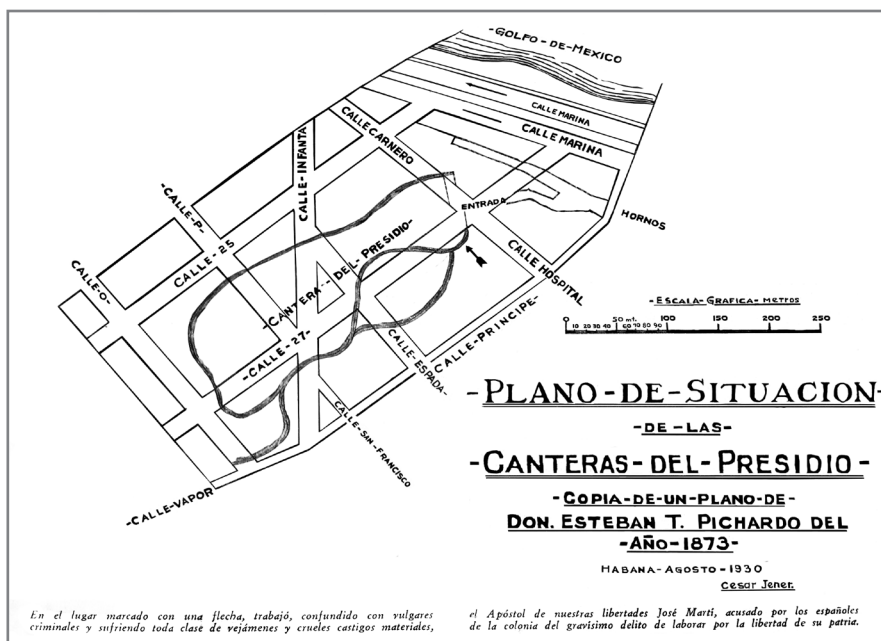 -GOLFO-DE-MEXICO
CALLE MARINA
CALLE MARINA
CALLE CARNERO
CALLE-INFANTA
ENTRADA
HORNOS
-CALLE-P-
CALLE-25
-CANTERA--DEL-PRESIDIO-
CALLE HOSPITAL
CALLE-O-
-CALLE-27-
CALLE-ESPADA-
-CALLE-PRINCIPE-
CALLE-SAN-FRANCISCO
-CALLE-VAPOR
-ESCALA-GRAFICA-METROS
0 50 mt. 100 150 200 250
10 20 30 40 60 70 80 90
-PLANO-DE-SITUACION-
-DE-LAS-
-CANTERAS-DEL-PRESIDIO-
-COPIA-DE-UN-PLANO-DE-
DON. ESTEBAN T. PICHARDO DEL
-AÑO-1873-
HABANA-AGOSTO-1930
Cesar Jener.
En el lugar marcado con una flecha, trabajó, confundido con vulgares
criminales y sufriendo toda clase de vejámenes y crueles castigos materiales,
el Apóstol de nuestras libertades José Martí, acusado por los españoles
de la colonia del gravísimo delito de laborar por la libertad de su patria.